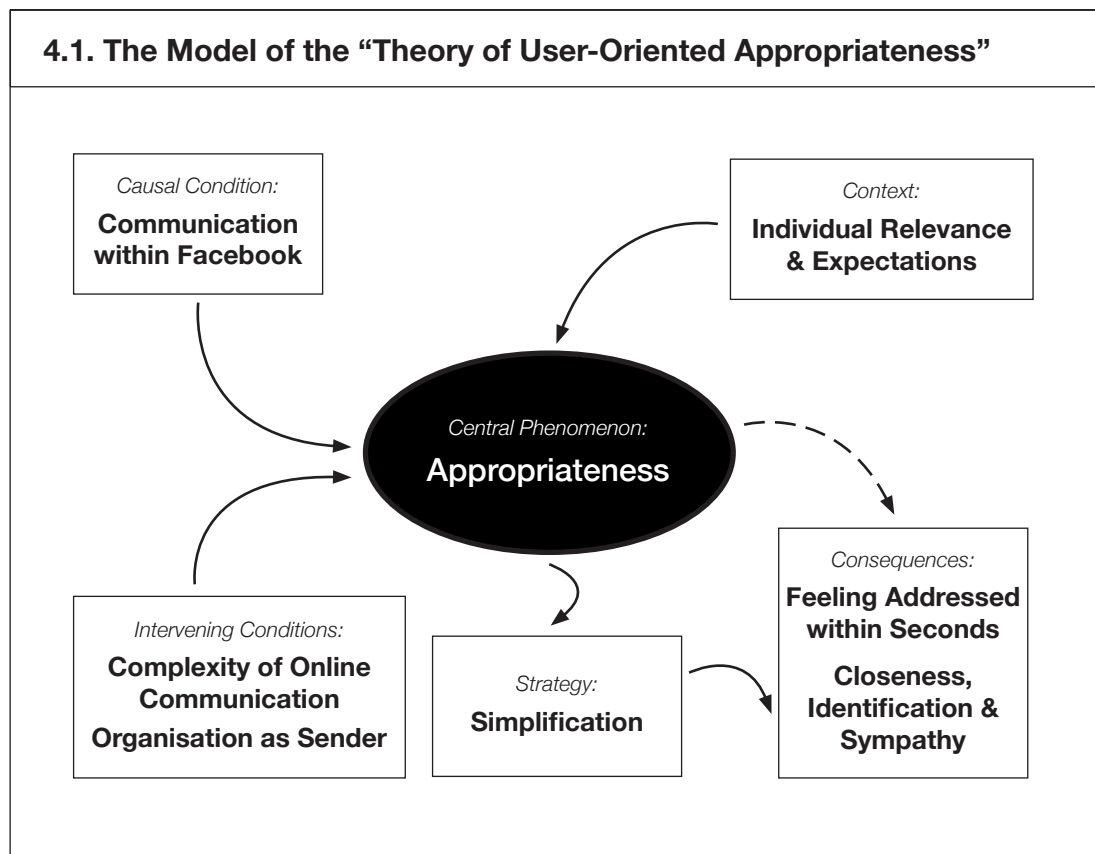 4.1. The Model of the “Theory of User-Oriented Appropriateness”
Causal Condition:
Communication
within Facebook
Context:
Individual Relevance
& Expectations
Central Phenomenon:
Appropriateness
Intervening Conditions:
Complexity of Online
Communication
Organisation as Sender
Strategy:
Simplification
Consequences:
Feeling Addressed
within Seconds
Closeness,
Identification &
Sympathy